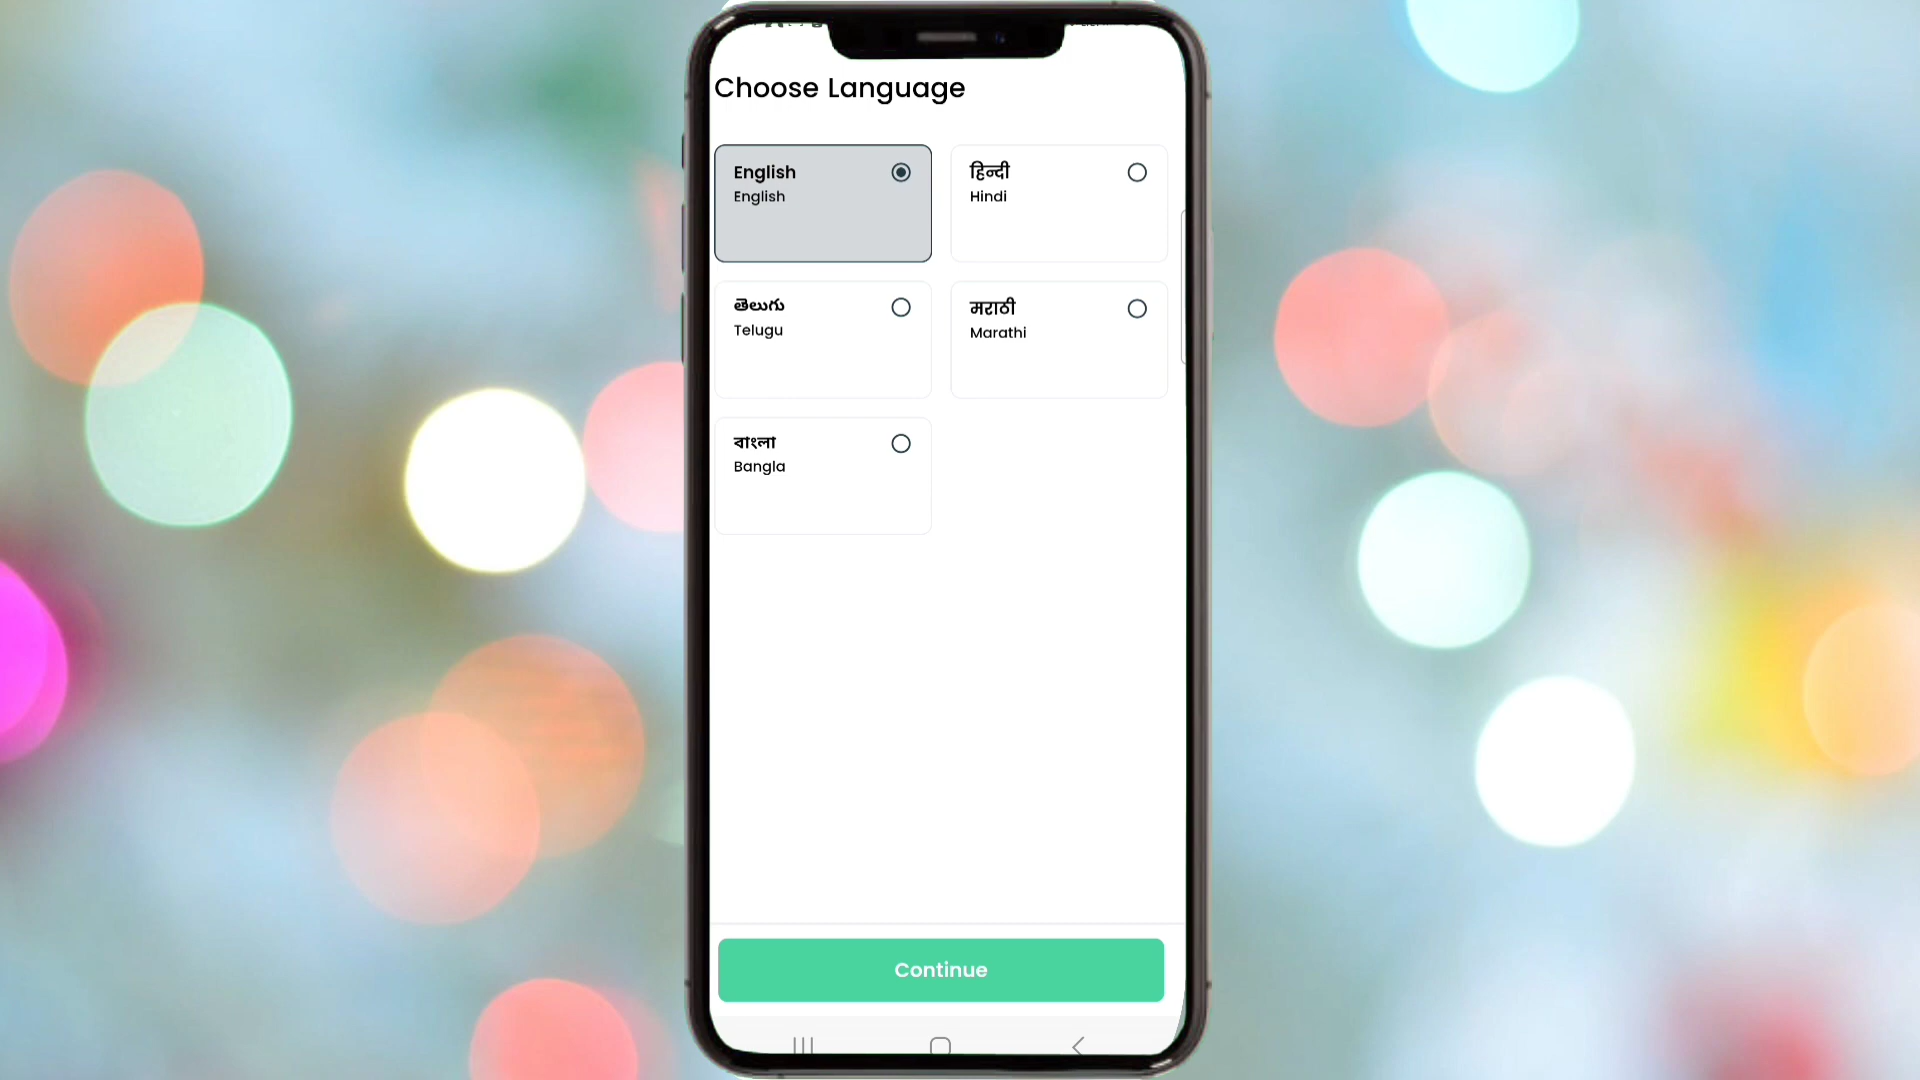 Choose Language
English
English
हिन्दी
Hindi
తెలుగు
Telugu
मराठी
Marathi
বাংলা
Bangla
Continue